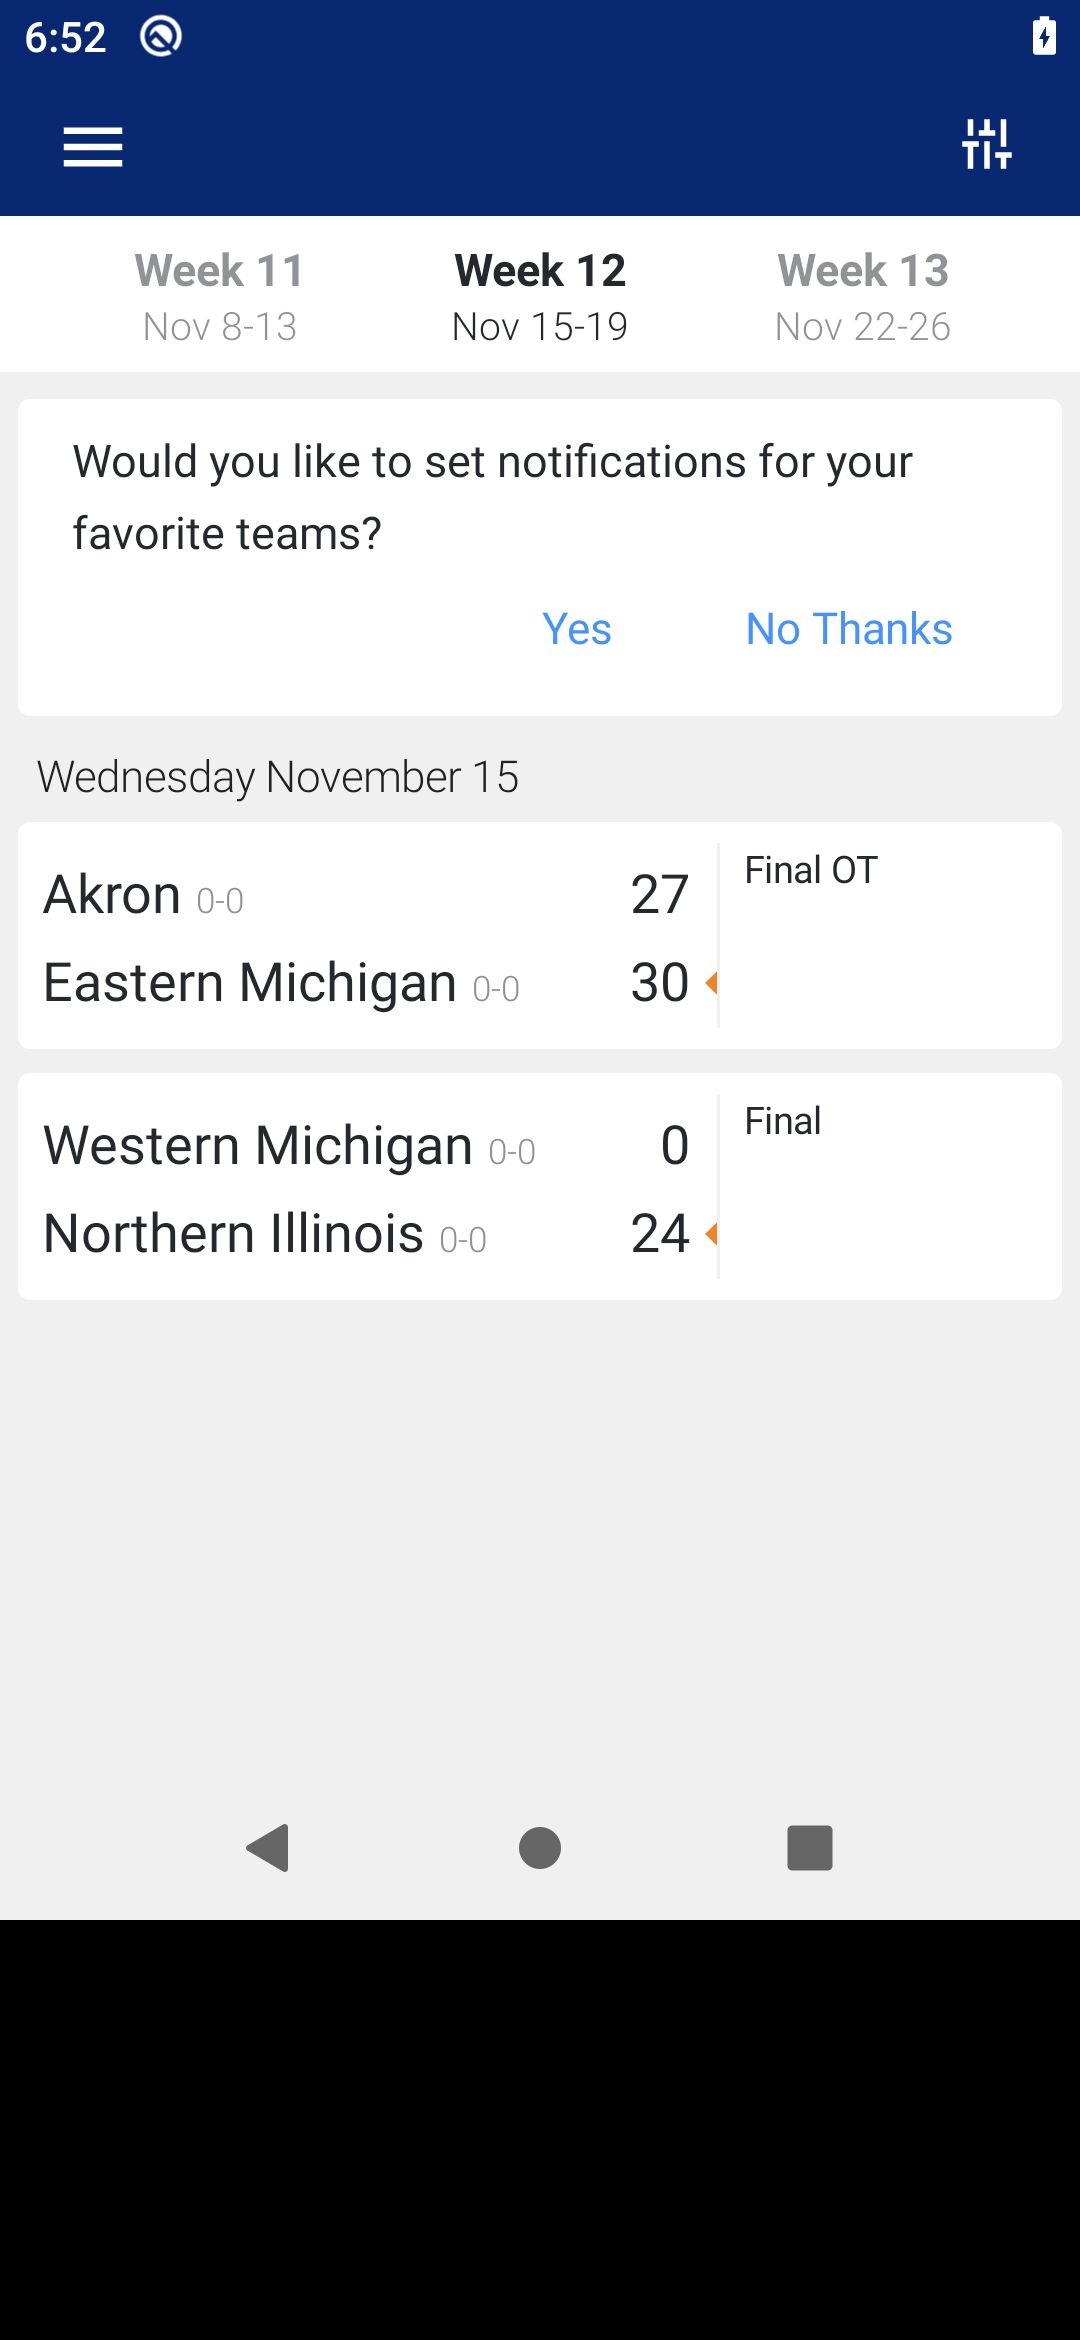 6:52
Week 11 Week 12 Week 13
Nov 8-13 Nov 15-19 Nov 22-26
Would you like to set notifications for your
favorite teams?
Yes No Thanks
Wednesday November 15
Akron 0-0 27 Final OT
Eastern Michigan 0-0 30
Western Michigan 0-0 0 Final
Northern Illinois 0-0 24